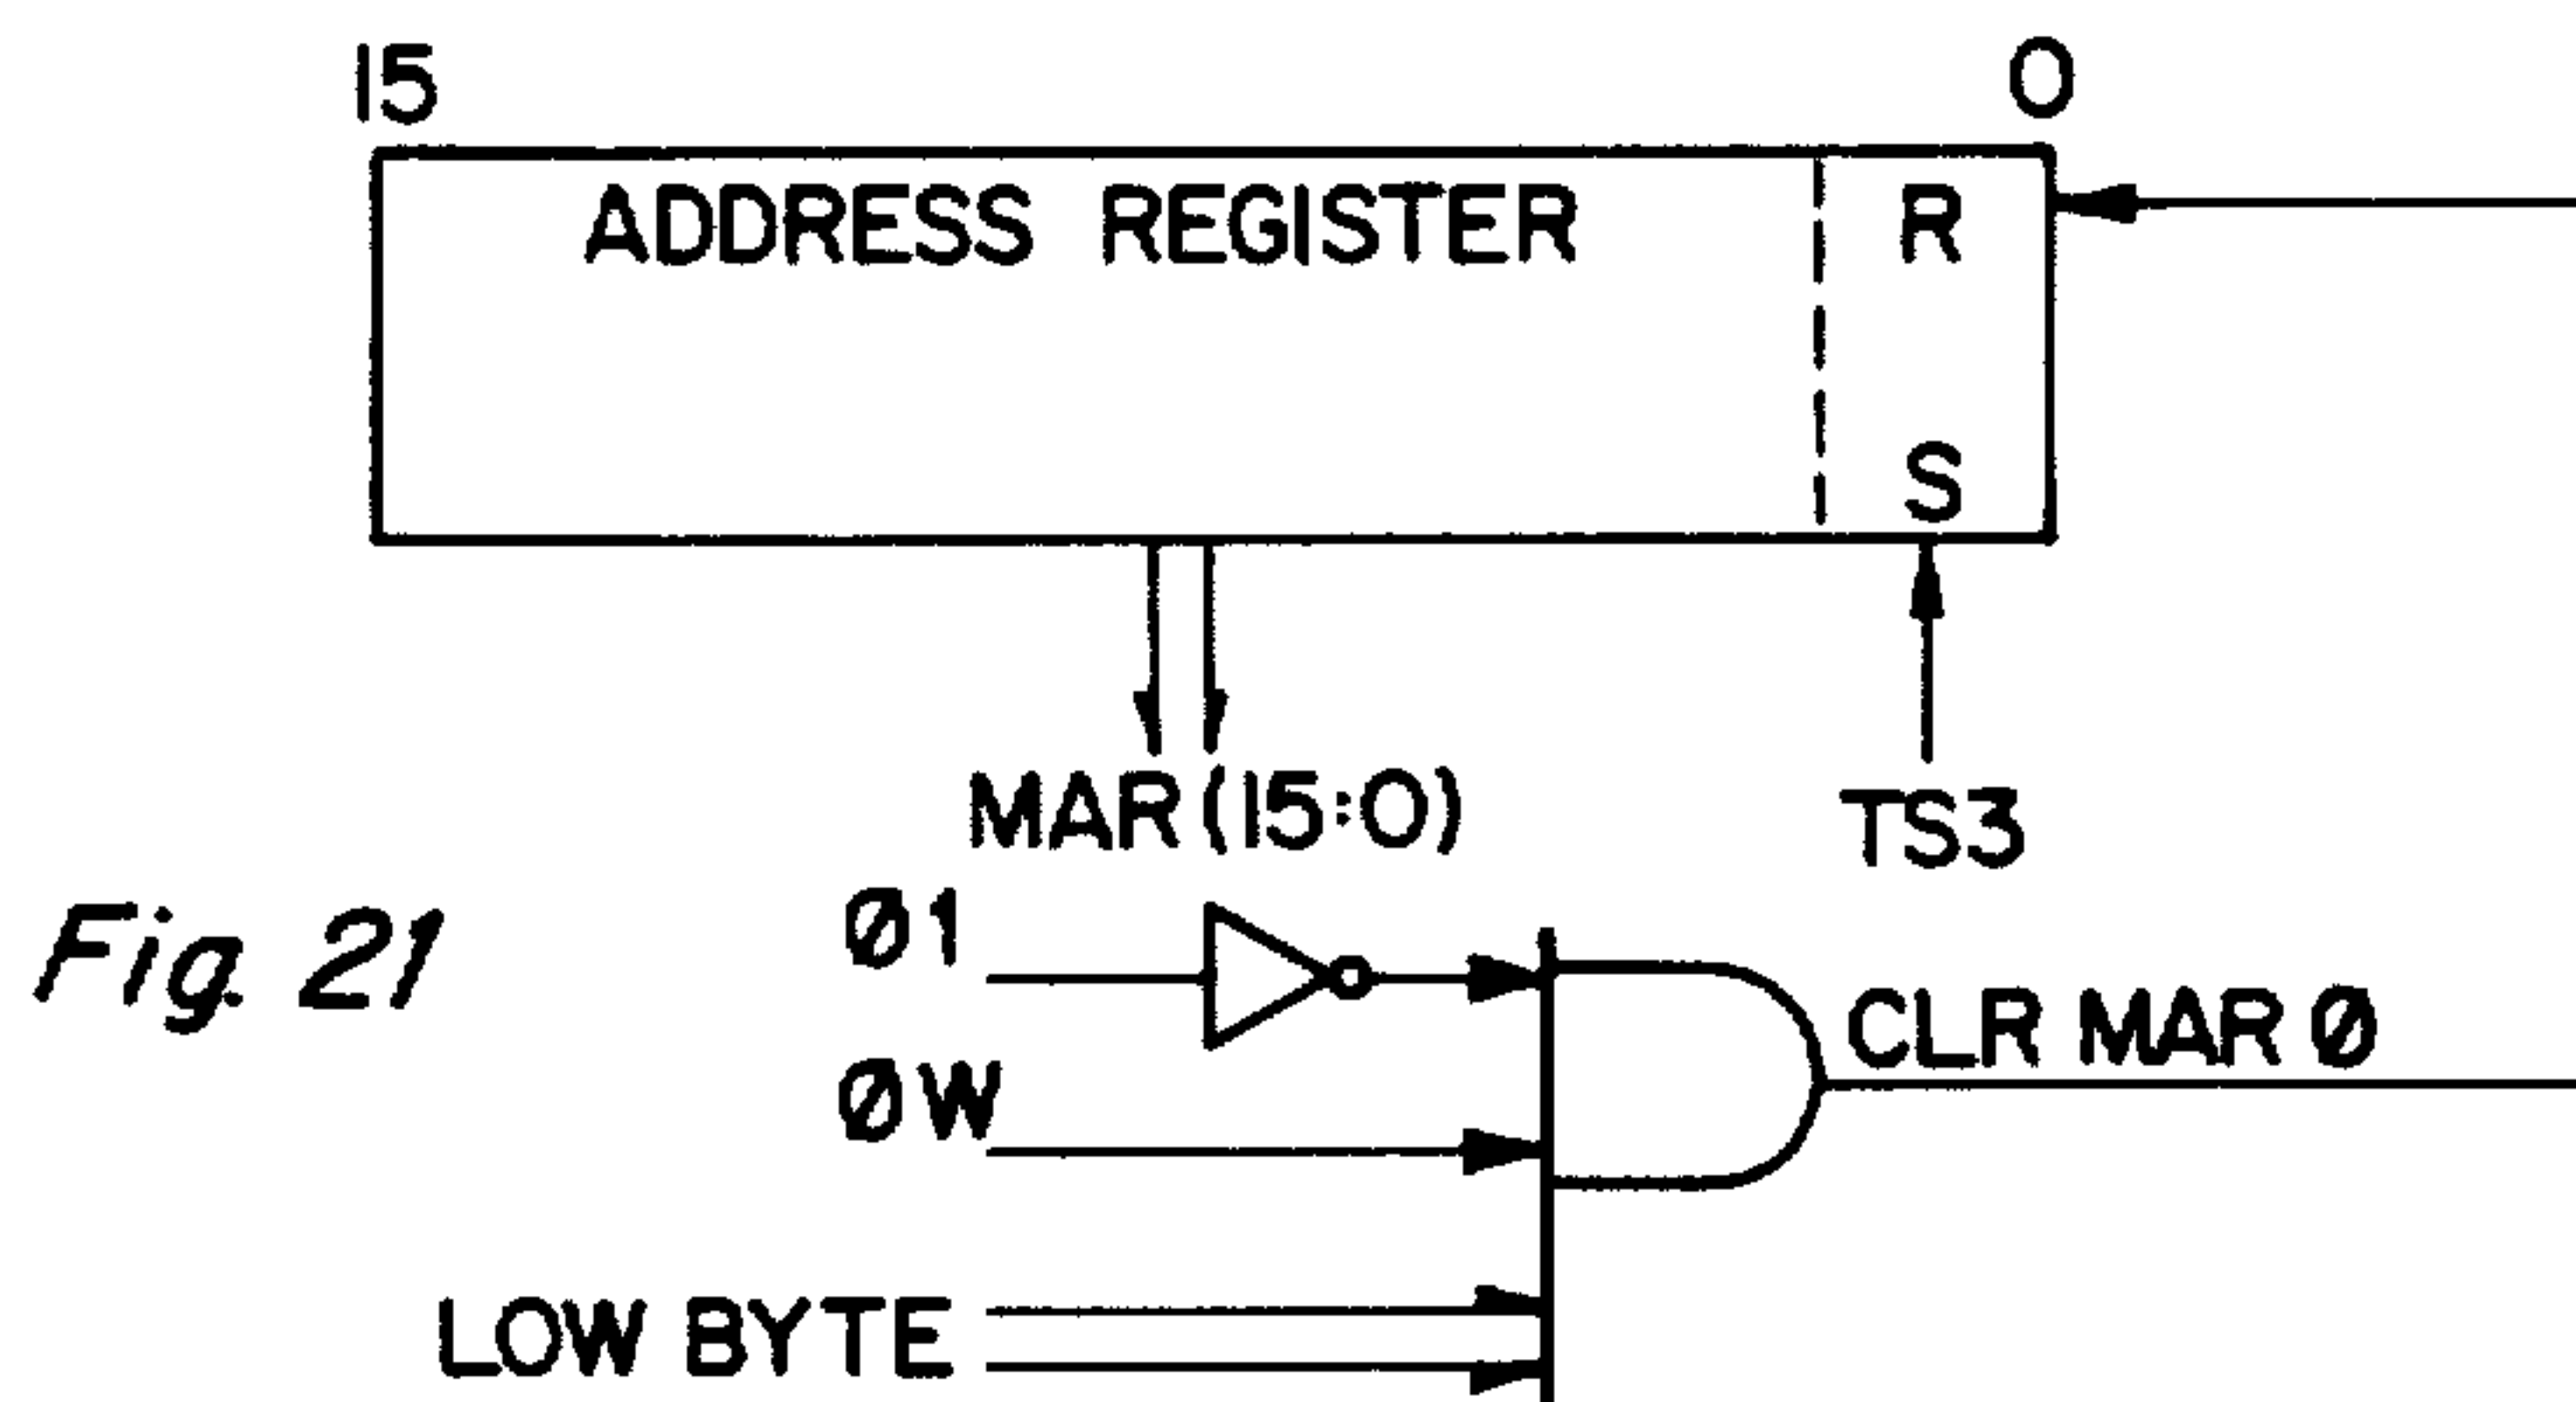 15 0
ADDRESS REGISTER R
S
MAR(15:0)
TS3
Fig. 21
Ø1
ØW
CLR MAR Ø
LOW BYTE